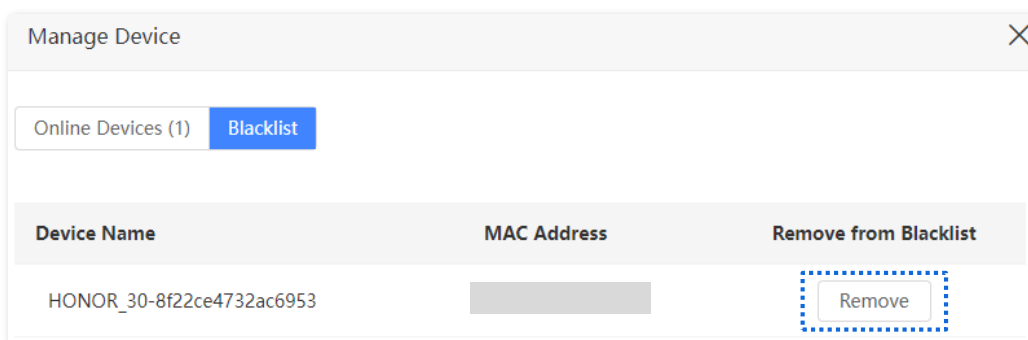 Manage Device
Online Devices (1) Blacklist
Device Name MAC Address Remove from Blacklist
HONOR_30-8f22ce4732ac6953 Remove